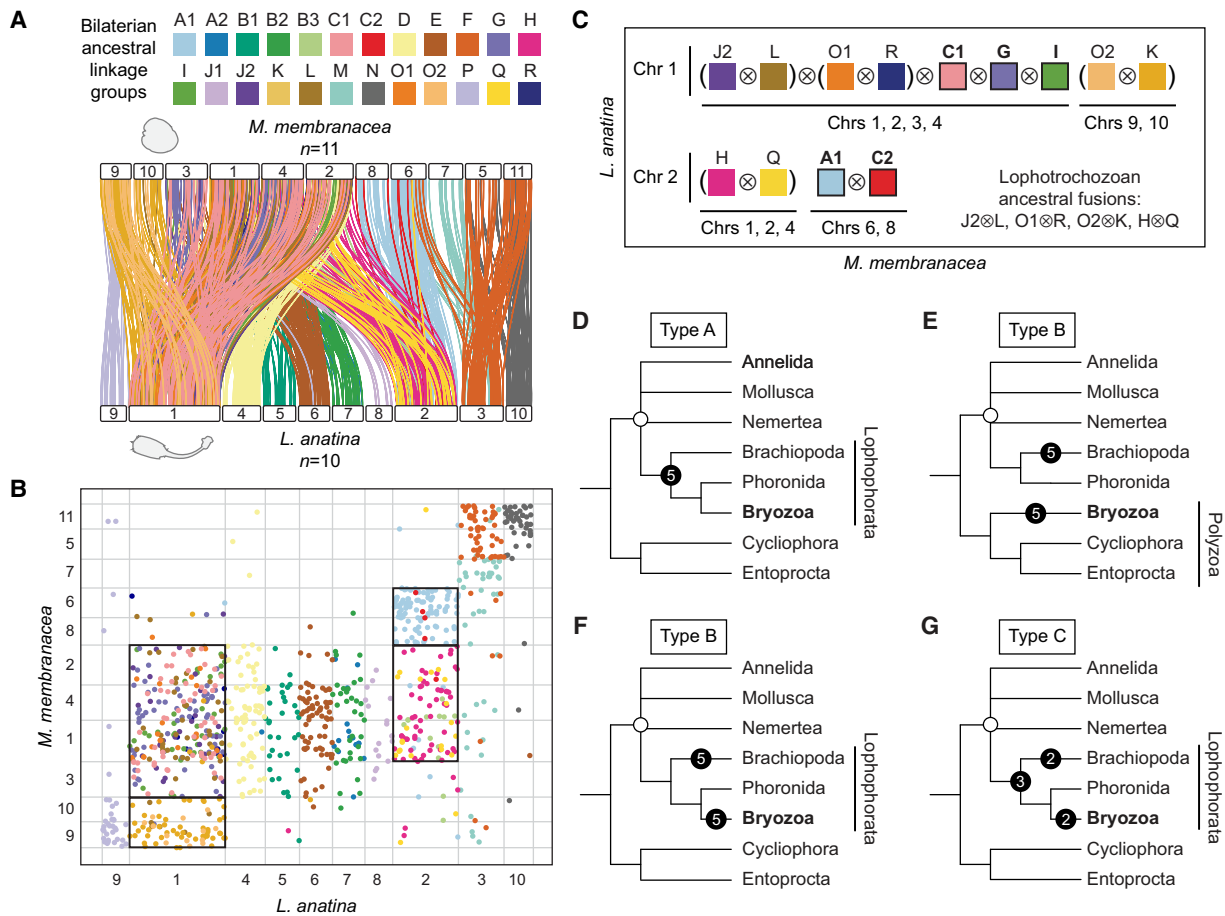 A
Bilaterian ancestral linkage groups
A1 A2 B1 B2 B3 C1 C2 D E F G H
I J1 J2 K L M N O1 O2 P Q R
M. membranacea
n=11
9 10 3 1 4 2 8 6 7 5 11
9 1 4 5 6 7 8 2 3 10
L. anatina
n=10
B
M. membranacea
11
5
7
6
8
2
4
1
3
10
9
9 1 4 5 6 7 8 2 3 10
L. anatina
C
L. anatina
J2 L O1 R C1 G I O2 K
Chr 1 ( ⊗ )⊗( ⊗ )⊗ ⊗ ⊗ ( ⊗ )
Chrs 1, 2, 3, 4 Chrs 9, 10
H Q A1 C2
Chr 2 ( ⊗ ) ⊗
Chrs 1, 2, 4 Chrs 6, 8
Lophotrochozoan
ancestral fusions:
J2⊗L, O1⊗R, O2⊗K, H⊗Q
M. membranacea
D Type A
Annelida
Mollusca
Nemertea
Brachiopoda
5
Phoronida
Bryozoa
Lophophorata
Cycliophora
Entoprocta
E Type B
Annelida
Mollusca
Nemertea
5 Brachiopoda
Phoronida
5 Bryozoa
Cycliophora
Entoprocta
Polyzoa
F Type B
Annelida
Mollusca
Nemertea
5 Brachiopoda
Phoronida
5 Bryozoa
Lophophorata
Cycliophora
Entoprocta
G Type C
Annelida
Mollusca
Nemertea
2 Brachiopoda
3
Phoronida
2 Bryozoa
Lophophorata
Cycliophora
Entoprocta